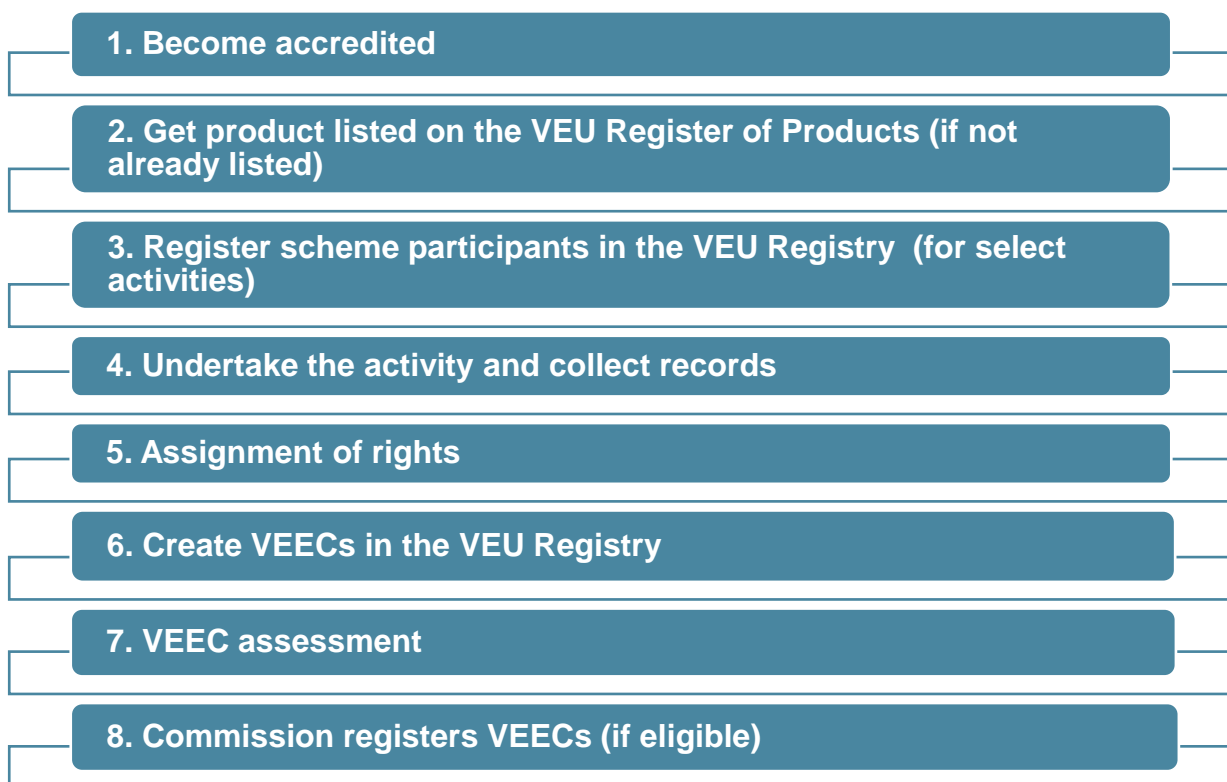 1. Become accredited
2. Get product listed on the VEU Register of Products (if not
already listed)
3. Register scheme participants in the VEU Registry  (for select
activities)
4. Undertake the activity and collect records
5. Assignment of rights
6. Create VEECs in the VEU Registry
7. VEEC assessment
8. Commission registers VEECs (if eligible)